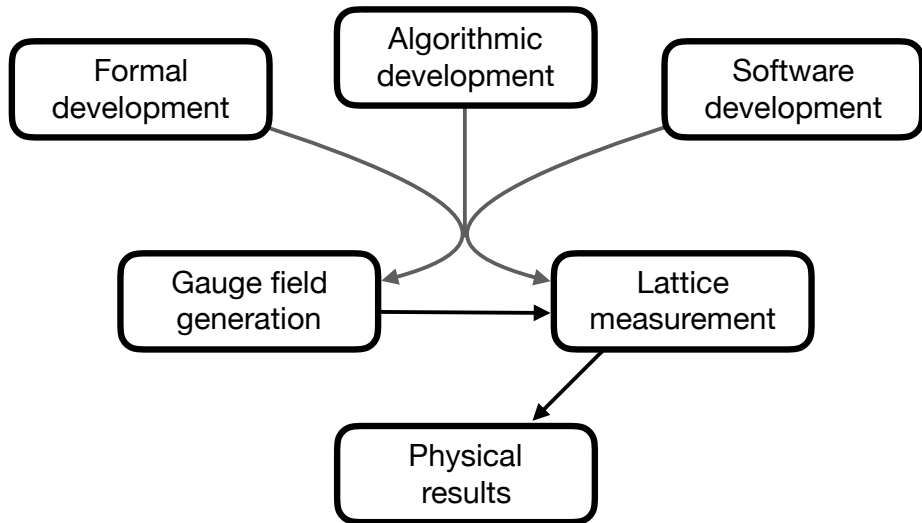 Formal
development
Algorithmic
development
Software
development
Gauge field
generation
Lattice
measurement
Physical
results